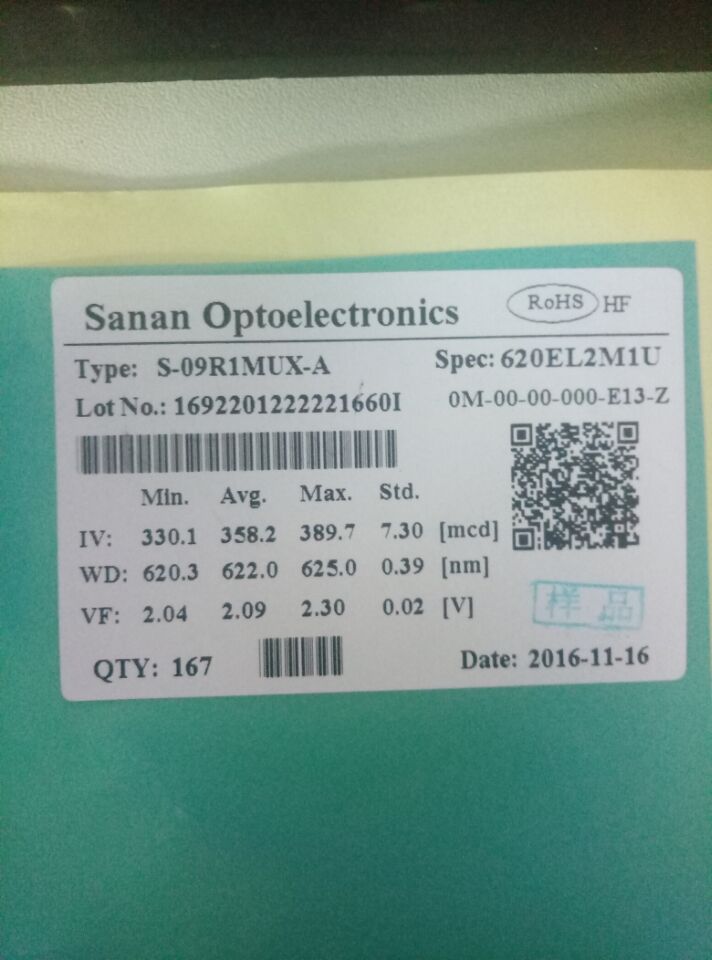 Sanan Optoelectronics RoHS HF
Type: S-09R1MUX-A Spec: 620EL2M1U
Lot No.: 1692201222221660I 0M-00-00-000-E13-Z
Min. Avg. Max. Std.
IV: 330.1 358.2 389.7 7.30 [mcd]
WD: 620.3 622.0 625.0 0.39 [nm]
VF: 2.04 2.09 2.30 0.02 [V]
样品
QTY: 167 Date: 2016-11-16